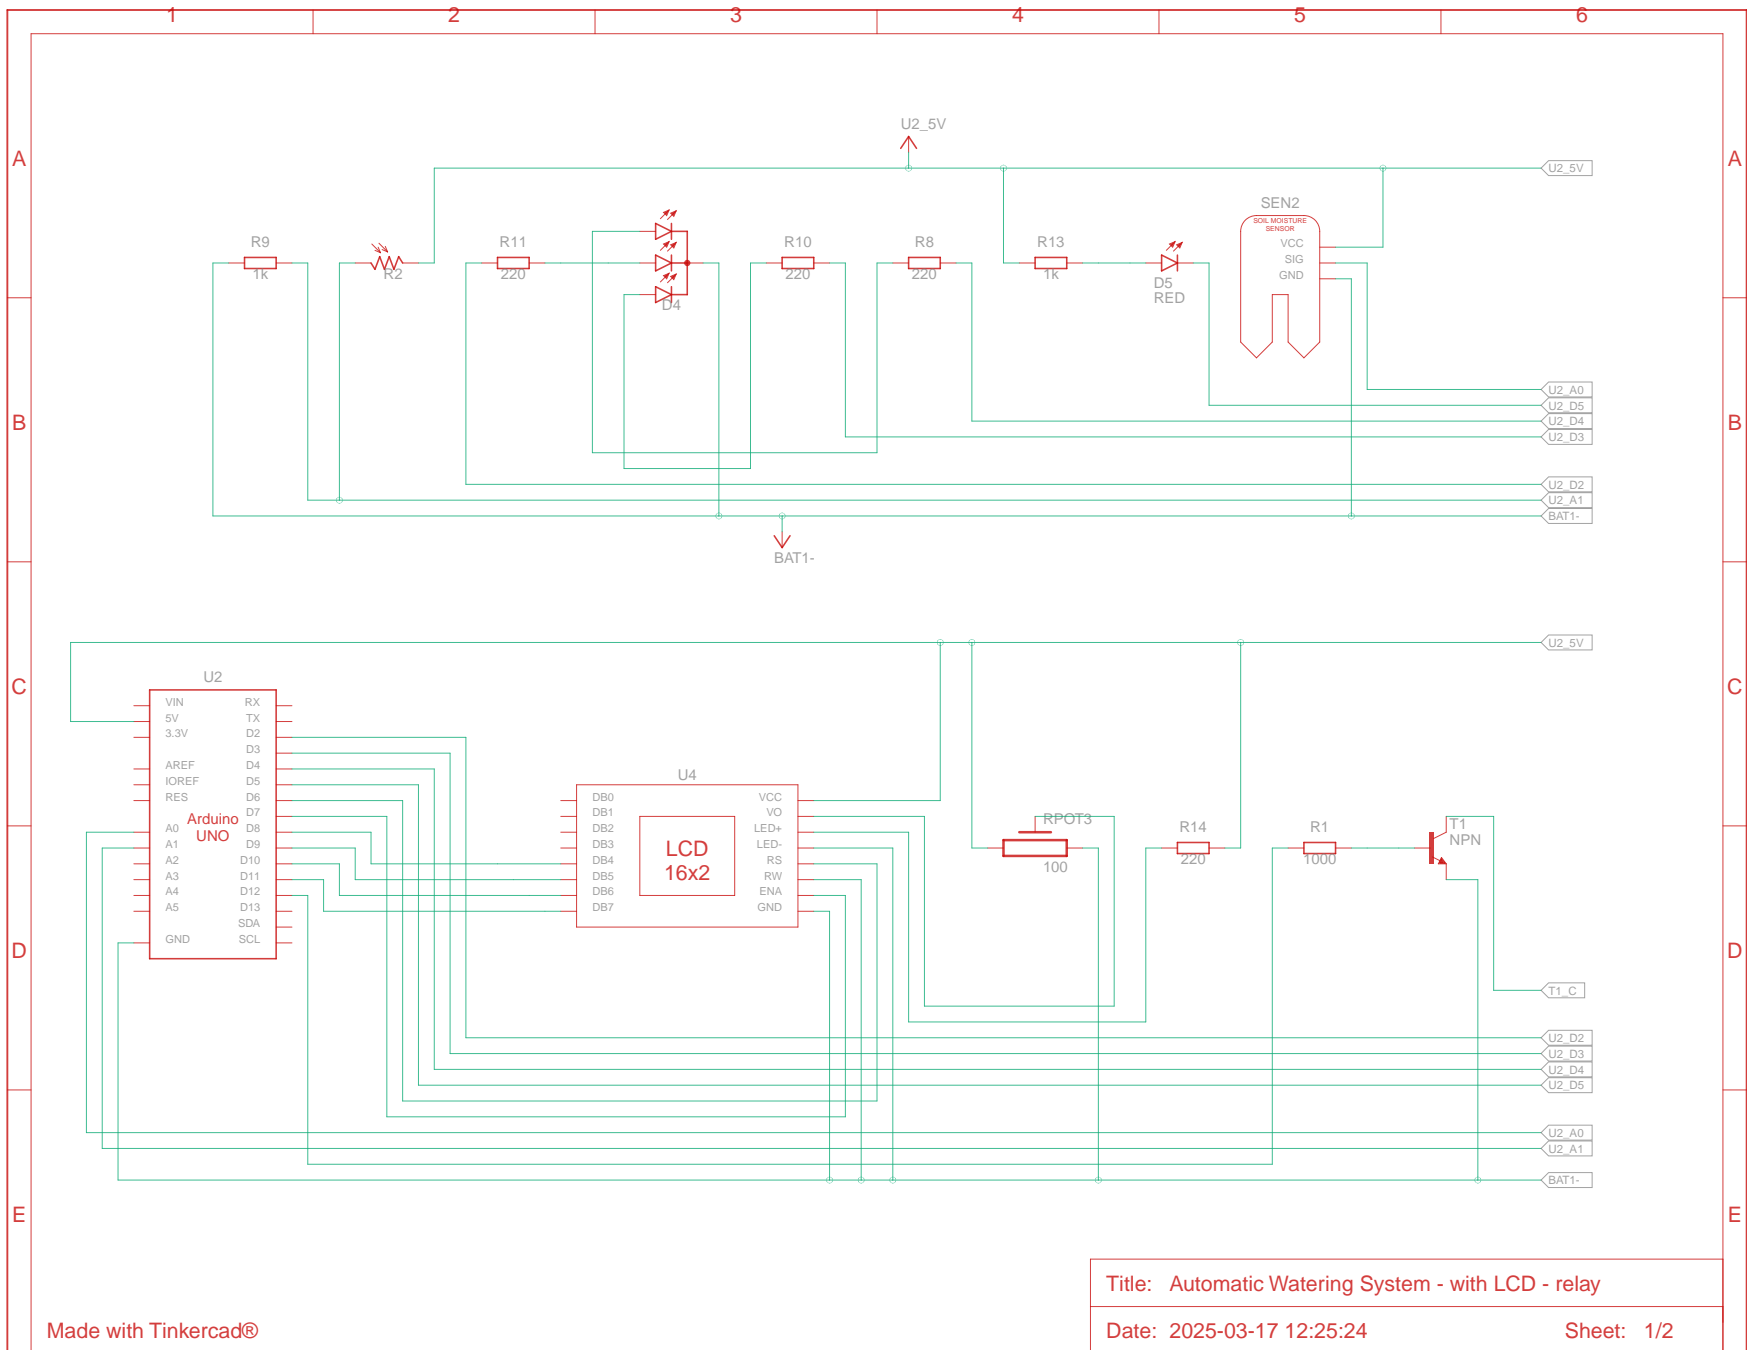 1 2 3 4 5 6
U2_5V
A A
U2_5V
SEN2
SOIL MOISTURE
SENSOR
VCC
SIG
GND
R9
1k
R2
R11
220
D4
R10
220
R8
220
R13
1k
D5
RED
U2_A0
B U2_D5 B
U2_D4
U2_D3
U2_D2
U2_A1
BAT1-
BAT1-
U2_5V
C C
U2
VIN RX
5V TX
3.3V D2
D3
AREF D4
IOREF D5
RES D6
D7
Arduino
UNO
A0 D8
A1 D9
A2 D10
A3 D11
A4 D12
A5 D13
SDA
GND SCL
U4
DB0 VCC
DB1 VO
DB2 LED+
DB3 LED-
DB4 RS
DB5 RW
DB6 ENA
DB7 GND
LCD
16x2
RPOT3
100
R14
220
R1
1000
T1
NPN
D D
T1_C
U2_D2
U2_D3
U2_D4
U2_D5
U2_A0
U2_A1
BAT1-
E E
Title: Automatic Watering System - with LCD - relay
Made with Tinkercad®
Date: 2025-03-17 12:25:24 Sheet: 1/2